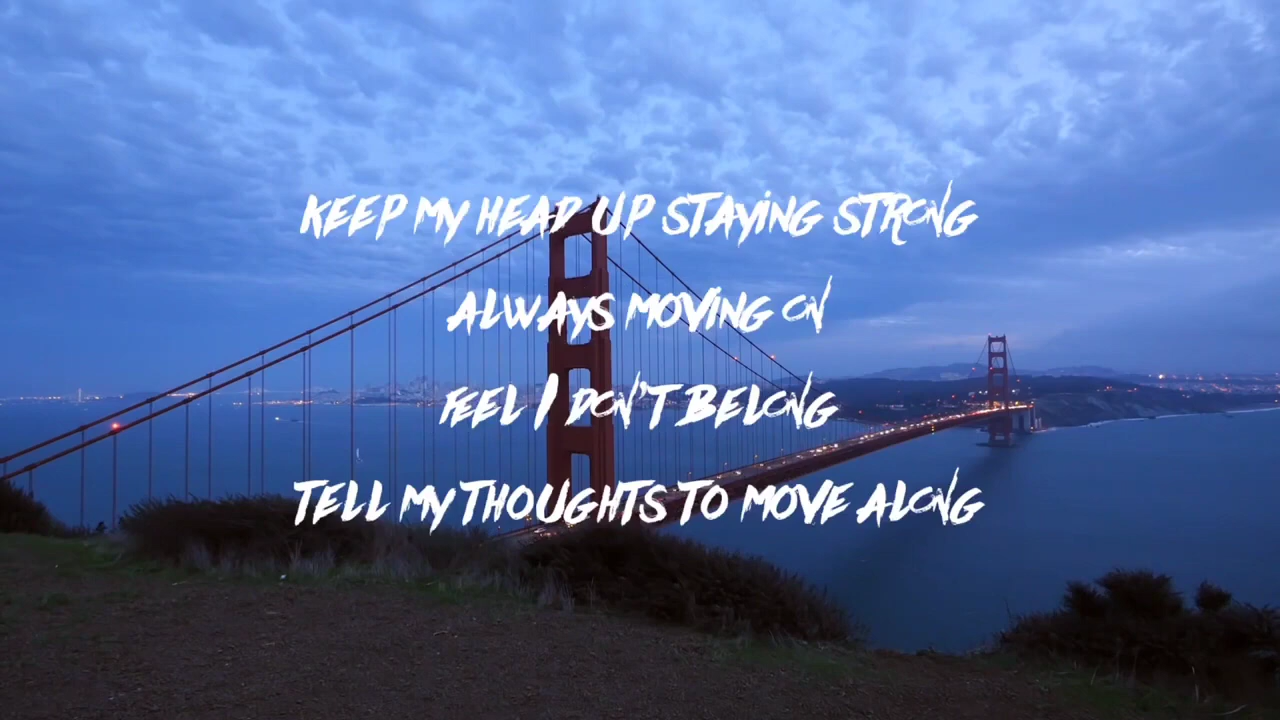 KEEP MY HEAD UP STAYING STRONG
ALWAYS MOVING ON
FEEL I DON'T BELONG
TELL MY THOUGHTS TO MOVE ALONG